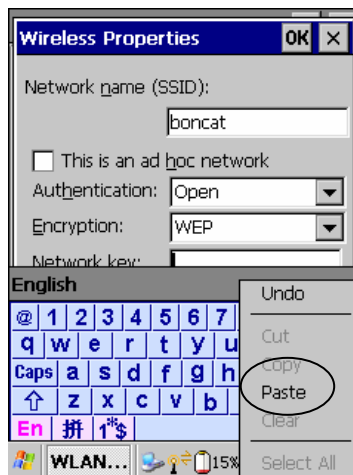 Wireless Properties OK ×
Network name (SSID):
boncat
This is an ad hoc network
Authentication: Open
Encryption: WEP
Network key:
English
@ 1 2 3 4 5 6 7
q w e r t y u
Caps a s d f g h
⇧ z x c v b
En 拼 1*$
Undo
Cut
Copy
Paste
Clear
Select All
WLAN... 15%